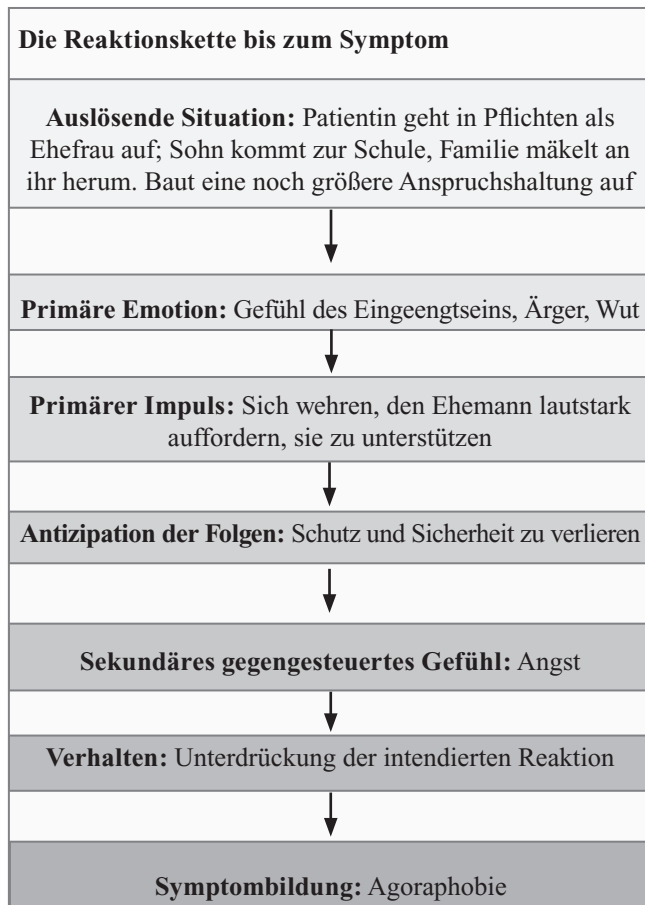 Die Reaktionskette bis zum Symptom
Auslösende Situation: Patientin geht in Pflichten als
Ehefrau auf; Sohn kommt zur Schule, Familie mäkelt an
ihr herum. Baut eine noch größere Anspruchshaltung auf
Primäre Emotion: Gefühl des Eingeengtseins, Ärger, Wut
Primärer Impuls: Sich wehren, den Ehemann lautstark
auffordern, sie zu unterstützen
Antizipation der Folgen: Schutz und Sicherheit zu verlieren
Sekundäres gegengesteuertes Gefühl: Angst
Verhalten: Unterdrückung der intendierten Reaktion
Symptombildung: Agoraphobie